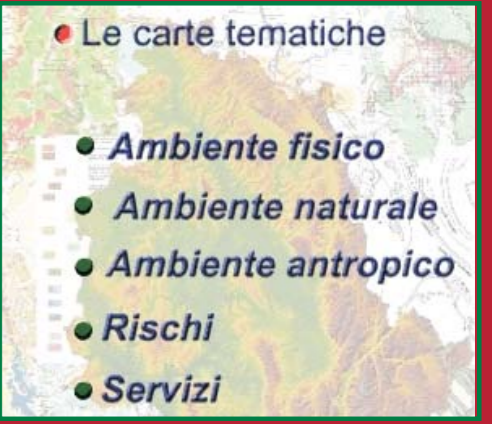 Le carte tematiche
Ambiente fisico
Ambiente naturale
Ambiente antropico
Rischi
Servizi